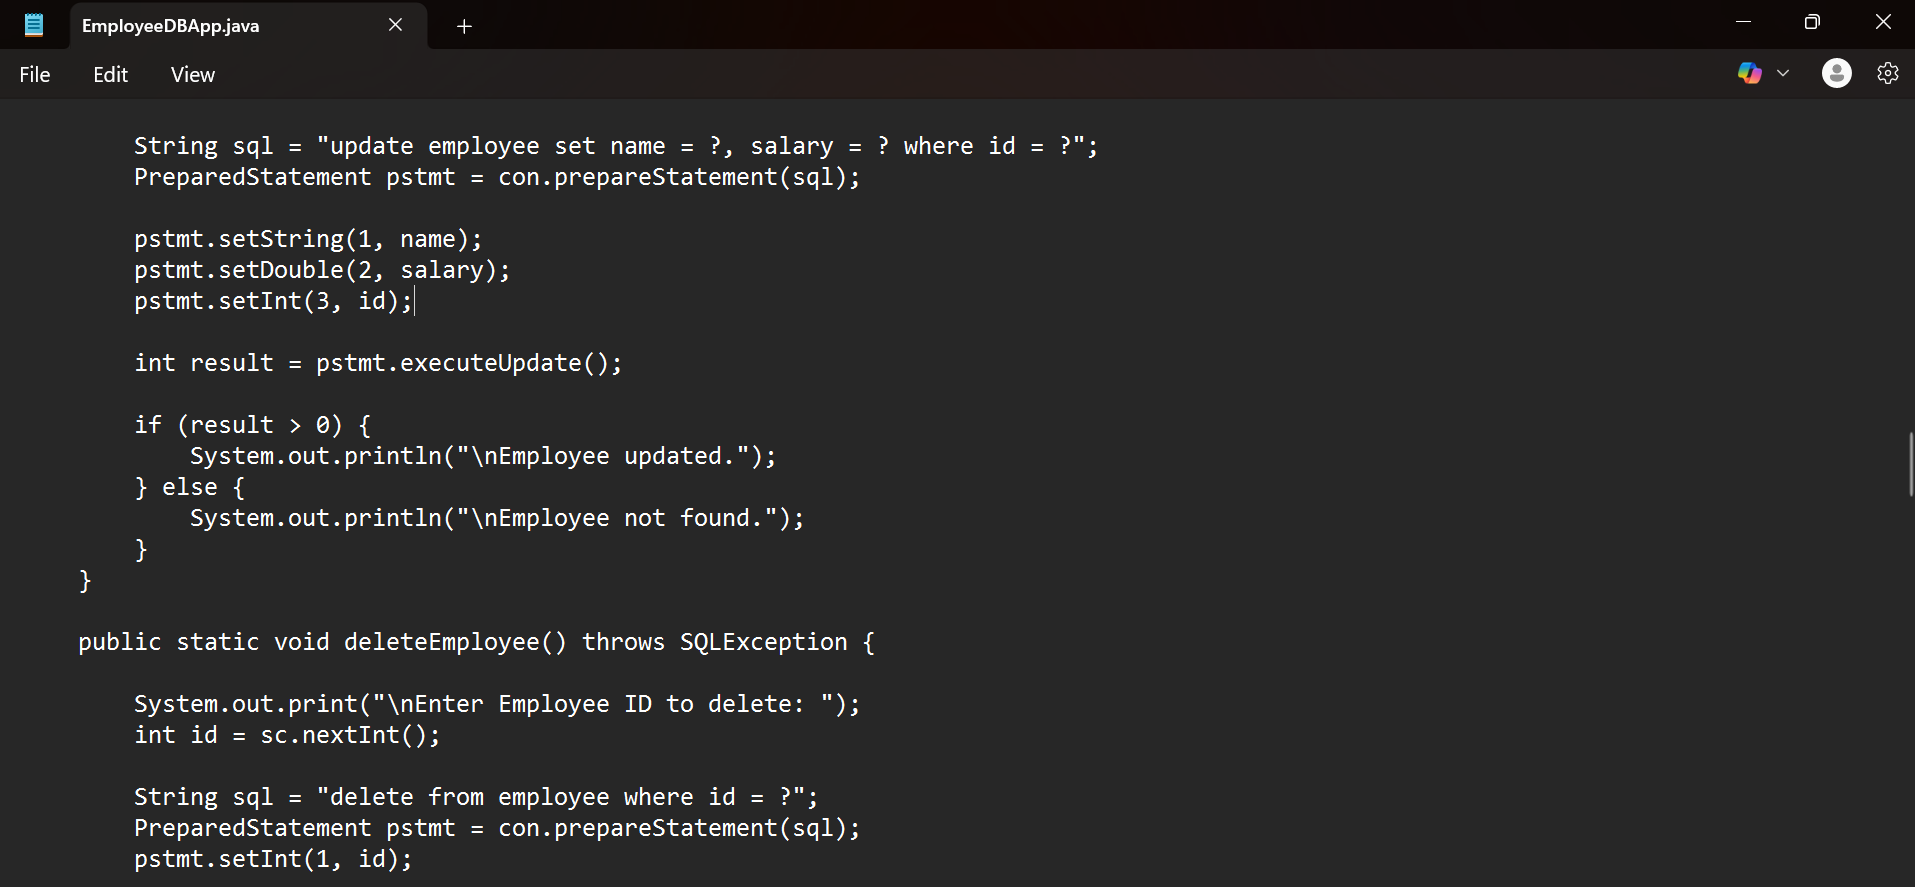 EmployeeDBApp.java
File Edit View
String sql = "update employee set name = ?, salary = ? where id = ?";
PreparedStatement pstmt = con.prepareStatement(sql);
pstmt.setString(1, name);
pstmt.setDouble(2, salary);
pstmt.setInt(3, id);
int result = pstmt.executeUpdate();
if (result > 0) {
System.out.println("\nEmployee updated.");
} else {
System.out.println("\nEmployee not found.");
}
}
public static void deleteEmployee() throws SQLException {
System.out.print("\nEnter Employee ID to delete: ");
int id = sc.nextInt();
String sql = "delete from employee where id = ?";
PreparedStatement pstmt = con.prepareStatement(sql);
pstmt.setInt(1, id);